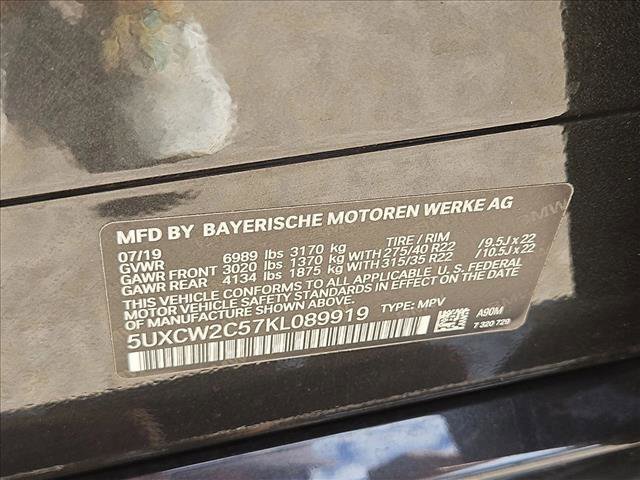 MFD BY BAYERISCHE MOTOREN WERKE AG
07/19
GVWR 6989 lbs 3170 kg TIRE / RIM
GAWR FRONT 3020 lbs 1370 kg WITH 275/40 R22 /9.5J x 22
GAWR REAR 4134 lbs 1875 kg WITH 315/35 R22 /10.5J x 22
THIS VEHICLE CONFORMS TO ALL APPLICABLE U.S. FEDERAL
MOTOR VEHICLE SAFETY STANDARDS IN EFFECT ON THE DATE OF
MANUFACTURE SHOWN ABOVE.
5UXCW2C57KL089919 TYPE: MPV A90M
7 320 729